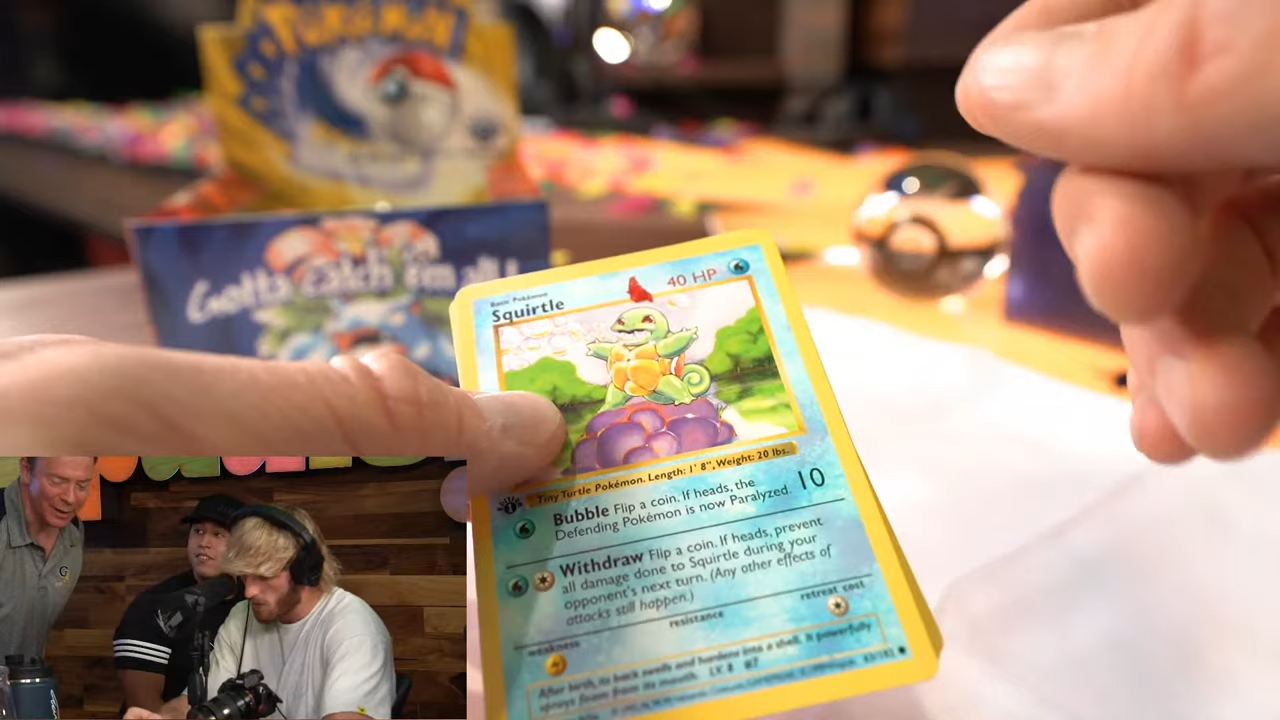 POKéMON
Gotta catch 'em all!
Basic Pokémon
Squirtle
40 HP
Tiny Turtle Pokémon. Length: 1' 8", Weight: 20 lbs.
Bubble Flip a coin. If heads, the
Defending Pokémon is now Paralyzed.
10
Withdraw Flip a coin. If heads, prevent
all damage done to Squirtle during your
opponent's next turn. (Any other effects of
attacks still happen.)
weakness
resistance
retreat cost
After birth, its back swells and hardens into a shell. It powerfully
sprays foam from its mouth. LV. 8 #7
63/102